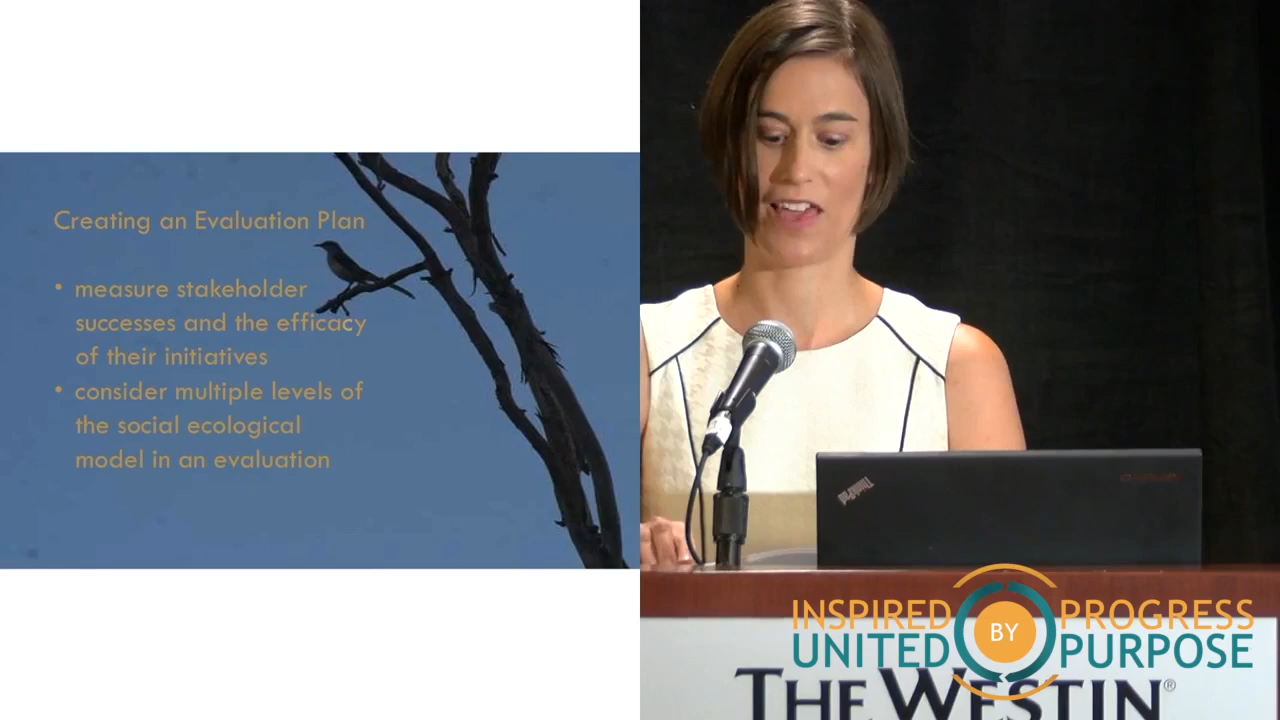 Creating an Evaluation Plan
• measure stakeholder
successes and the efficacy
of their initiatives
• consider multiple levels of
the social ecological
model in an evaluation
ThinkPad
INSPIRED BY PROGRESS
UNITED PURPOSE
THE WESTIN®